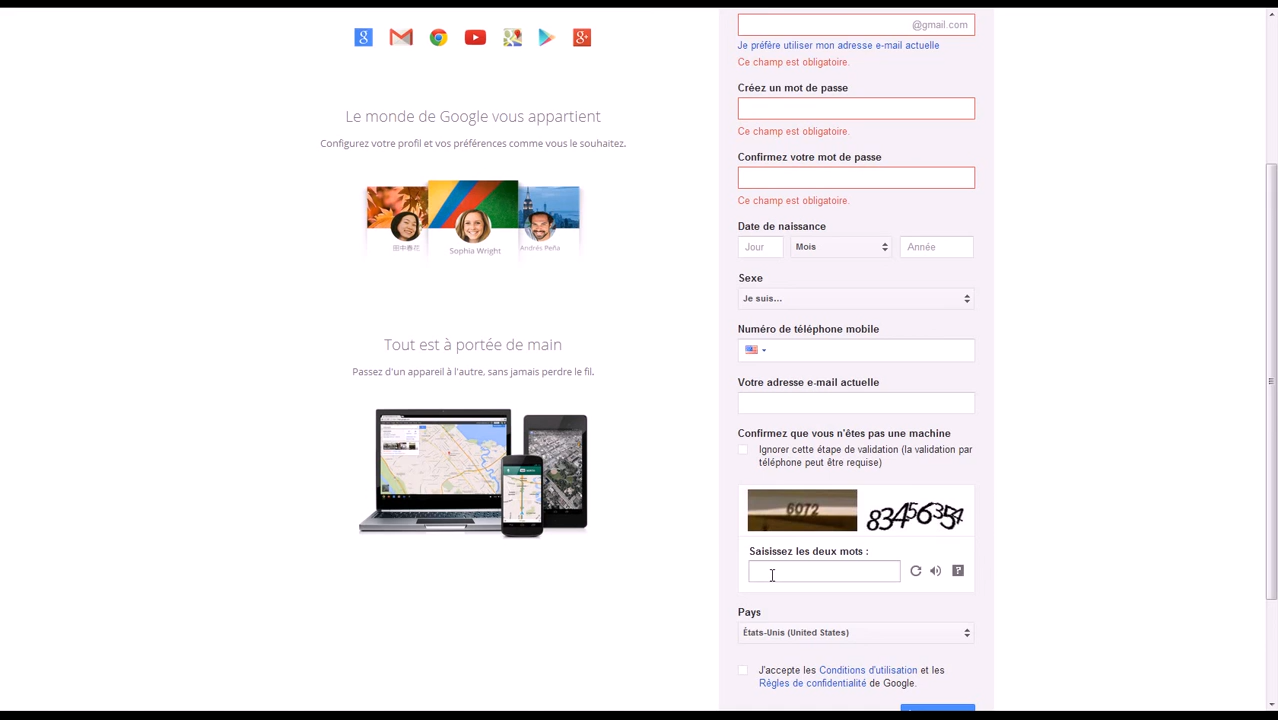 Le monde de Google vous appartient
Configurez votre profil et vos préférences comme vous le souhaitez.
田中春花
Sophia Wright
Andrés Peña
Tout est à portée de main
Passez d'un appareil à l'autre, sans jamais perdre le fil.
@gmail.com
Je préfère utiliser mon adresse e-mail actuelle
Ce champ est obligatoire.
Créez un mot de passe
Ce champ est obligatoire.
Confirmez votre mot de passe
Ce champ est obligatoire.
Date de naissance
Jour Mois Année
Sexe
Je suis...
Numéro de téléphone mobile
Votre adresse e-mail actuelle
Confirmez que vous n'êtes pas une machine
Ignorer cette étape de validation (la validation par
téléphone peut être requise)
6072 83456357
Saisissez les deux mots :
Pays
États-Unis (United States)
J'accepte les Conditions d'utilisation et les
Règles de confidentialité de Google.